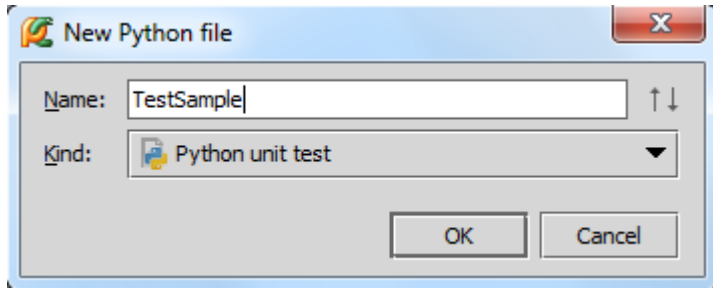 New Python file
Name: TestSample
Kind: Python unit test
OK Cancel